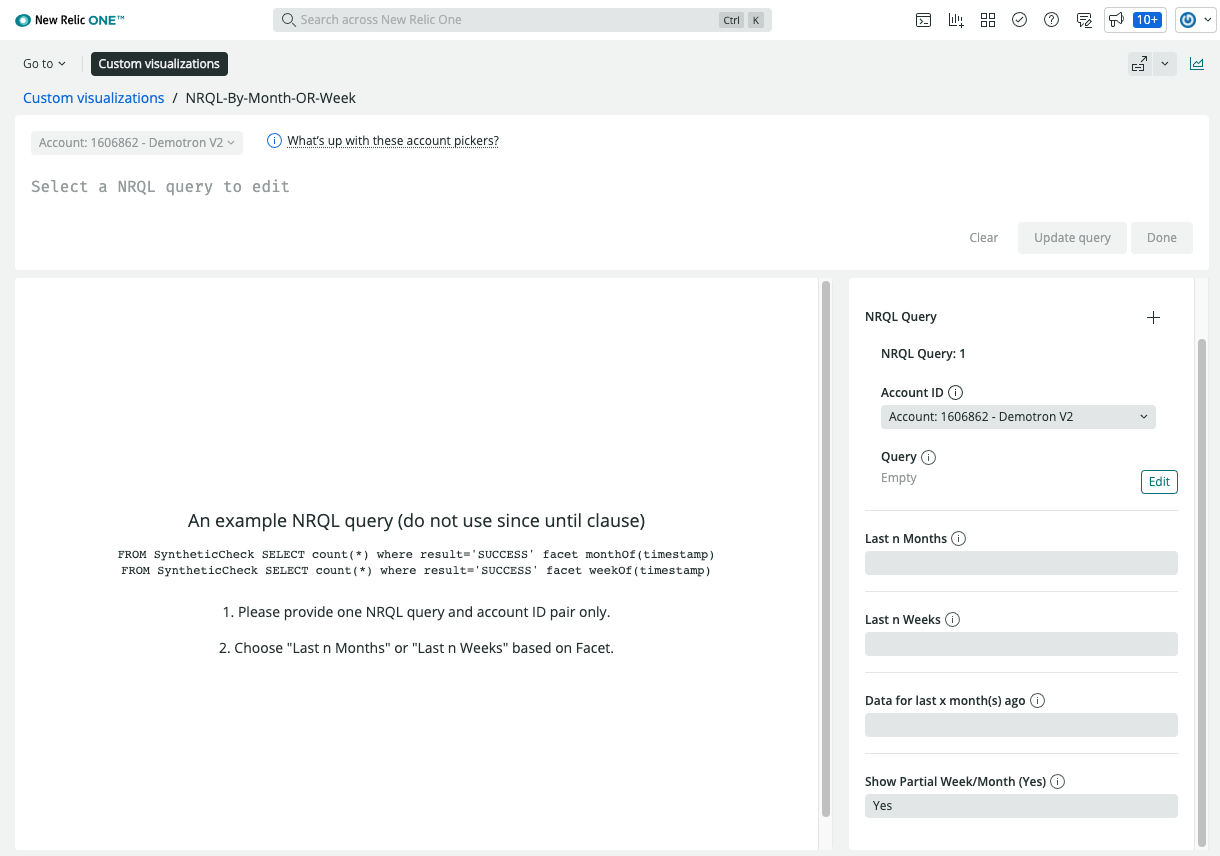 New Relic ONE™
Search across New Relic One
Ctrl K
10+
Go to
Custom visualizations
Custom visualizations / NRQL-By-Month-OR-Week
Account: 1606862 - Demotron V2
What's up with these account pickers?
Select a NRQL query to edit
Clear
Update query
Done
An example NRQL query (do not use since until clause)
FROM SyntheticCheck SELECT count(*) where result='SUCCESS' facet monthOf(timestamp)
FROM SyntheticCheck SELECT count(*) where result='SUCCESS' facet weekOf(timestamp)
1. Please provide one NRQL query and account ID pair only.
2. Choose "Last n Months" or "Last n Weeks" based on Facet.
NRQL Query
NRQL Query: 1
Account ID
Account: 1606862 - Demotron V2
Query
Empty
Edit
Last n Months
Last n Weeks
Data for last x month(s) ago
Show Partial Week/Month (Yes)
Yes